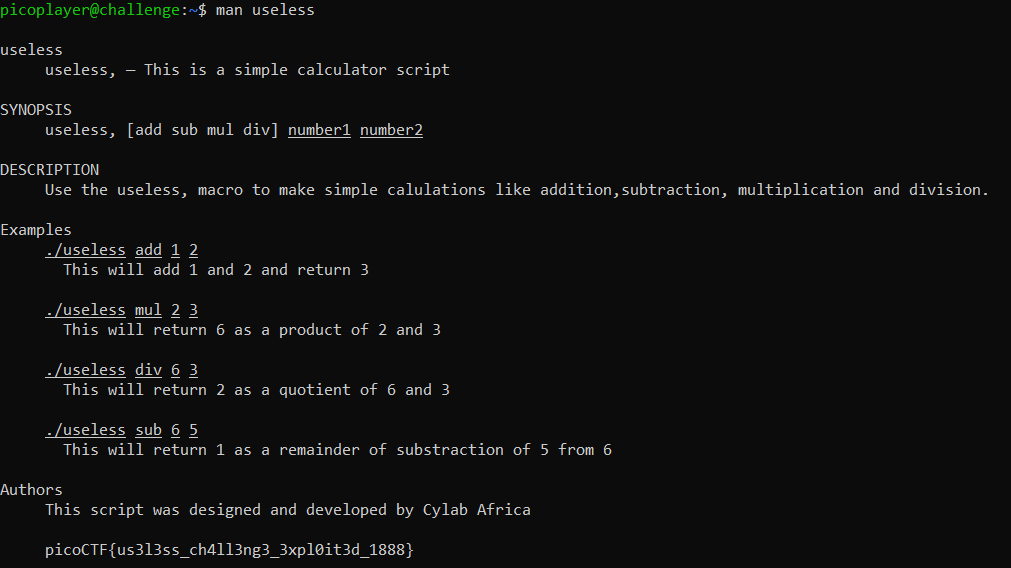 picoplayer@challenge:~$ man useless
useless
useless, — This is a simple calculator script
SYNOPSIS
useless, [add sub mul div] number1 number2
DESCRIPTION
Use the useless, macro to make simple calulations like addition,subtraction, multiplication and division.
Examples
./useless add 1 2
This will add 1 and 2 and return 3
./useless mul 2 3
This will return 6 as a product of 2 and 3
./useless div 6 3
This will return 2 as a quotient of 6 and 3
./useless sub 6 5
This will return 1 as a remainder of substraction of 5 from 6
Authors
This script was designed and developed by Cylab Africa
picoCTF{us3l3ss_ch4ll3ng3_3xpl0it3d_1888}